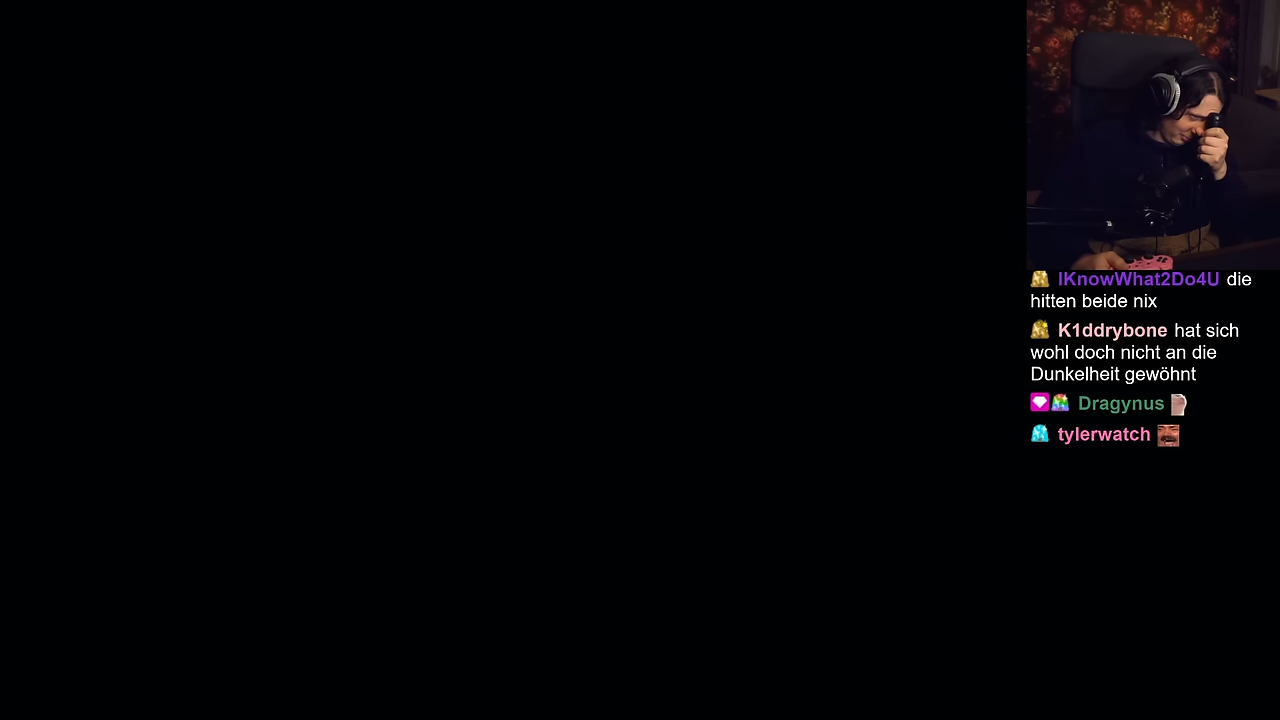 IKnowWhat2Do4U die
hitten beide nix
K1ddrybone hat sich
wohl doch nicht an die
Dunkelheit gewöhnt
Dragynus
tylerwatch